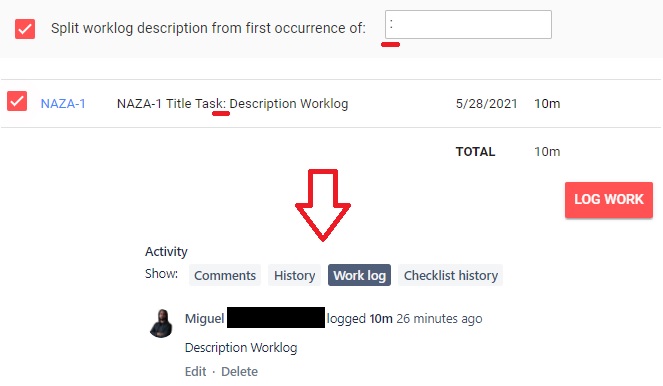 Split worklog description from first occurrence of: :
NAZA-1 NAZA-1 Title Task: Description Worklog 5/28/2021 10m
TOTAL 10m
LOG WORK
Activity
Show: Comments History Work log Checklist history
Miguel logged 10m 26 minutes ago
Description Worklog
Edit · Delete